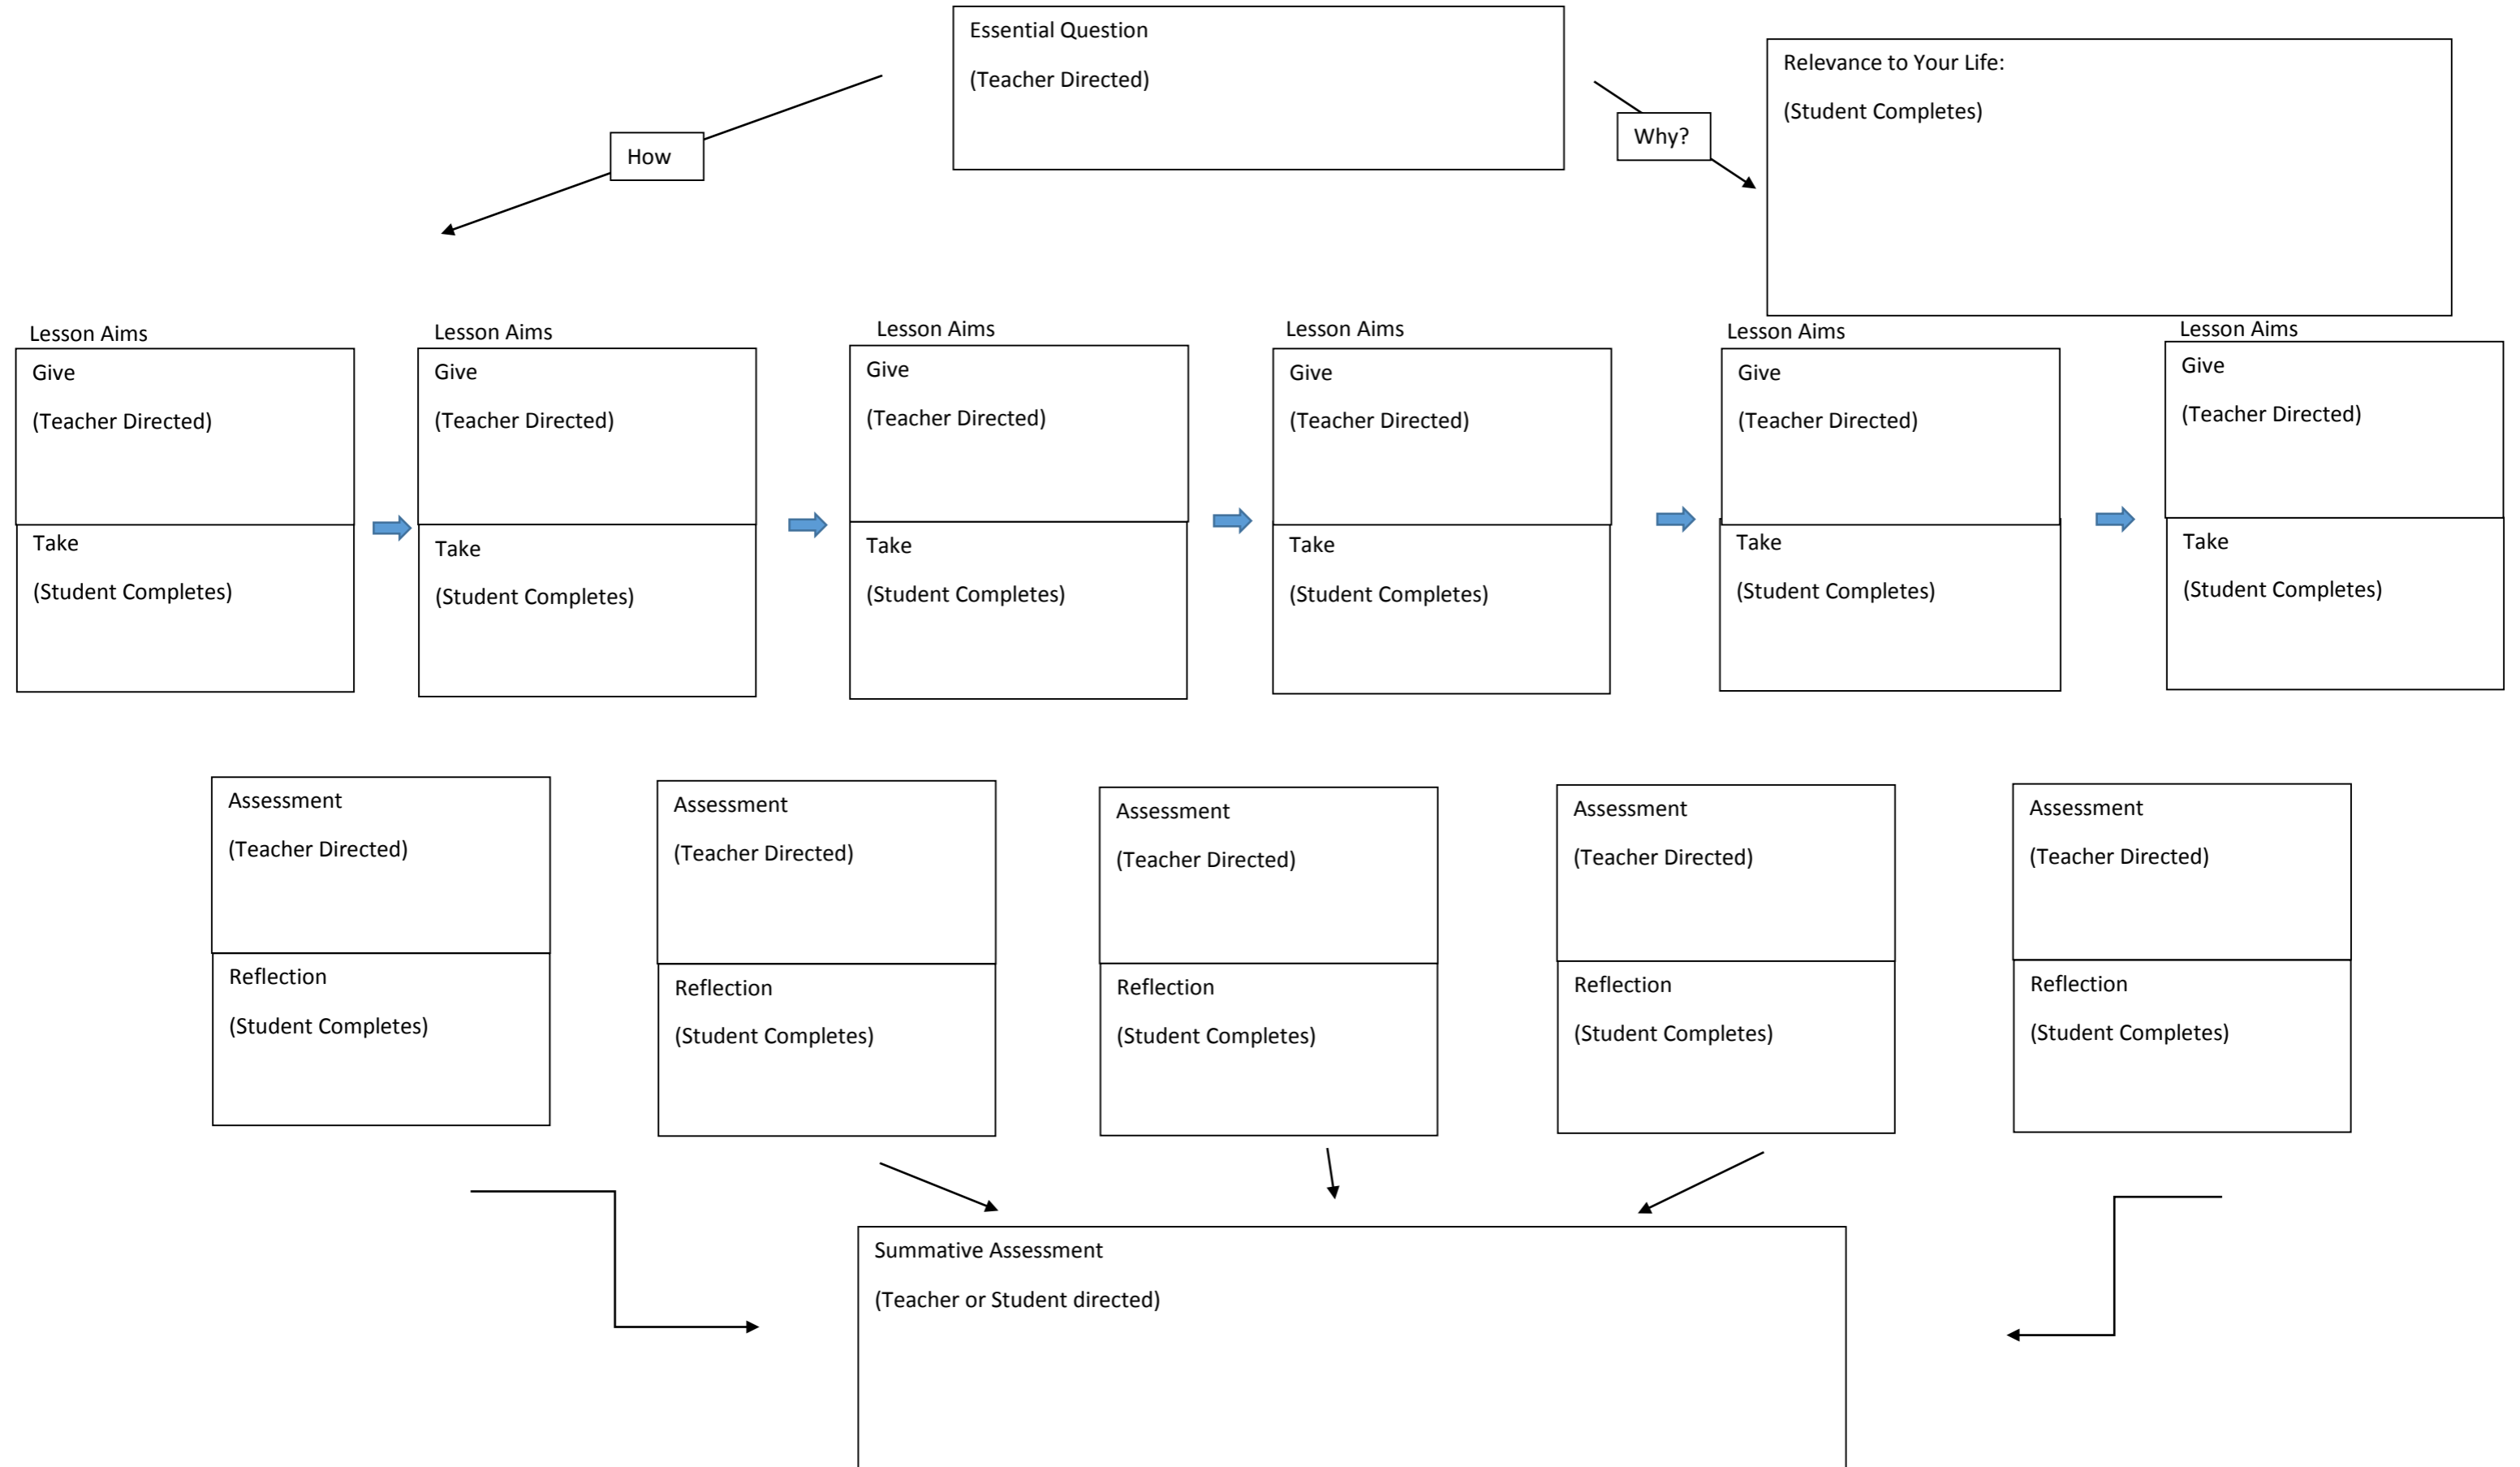 Essential Question
(Teacher Directed)
Relevance to Your Life:
(Student Completes)
How
Why?
Lesson Aims
Give
(Teacher Directed)
Take
(Student Completes)
Lesson Aims
Give
(Teacher Directed)
Take
(Student Completes)
Lesson Aims
Give
(Teacher Directed)
Take
(Student Completes)
Lesson Aims
Give
(Teacher Directed)
Take
(Student Completes)
Lesson Aims
Give
(Teacher Directed)
Take
(Student Completes)
Lesson Aims
Give
(Teacher Directed)
Take
(Student Completes)
Assessment
(Teacher Directed)
Reflection
(Student Completes)
Assessment
(Teacher Directed)
Reflection
(Student Completes)
Assessment
(Teacher Directed)
Reflection
(Student Completes)
Assessment
(Teacher Directed)
Reflection
(Student Completes)
Assessment
(Teacher Directed)
Reflection
(Student Completes)
Summative Assessment
(Teacher or Student directed)